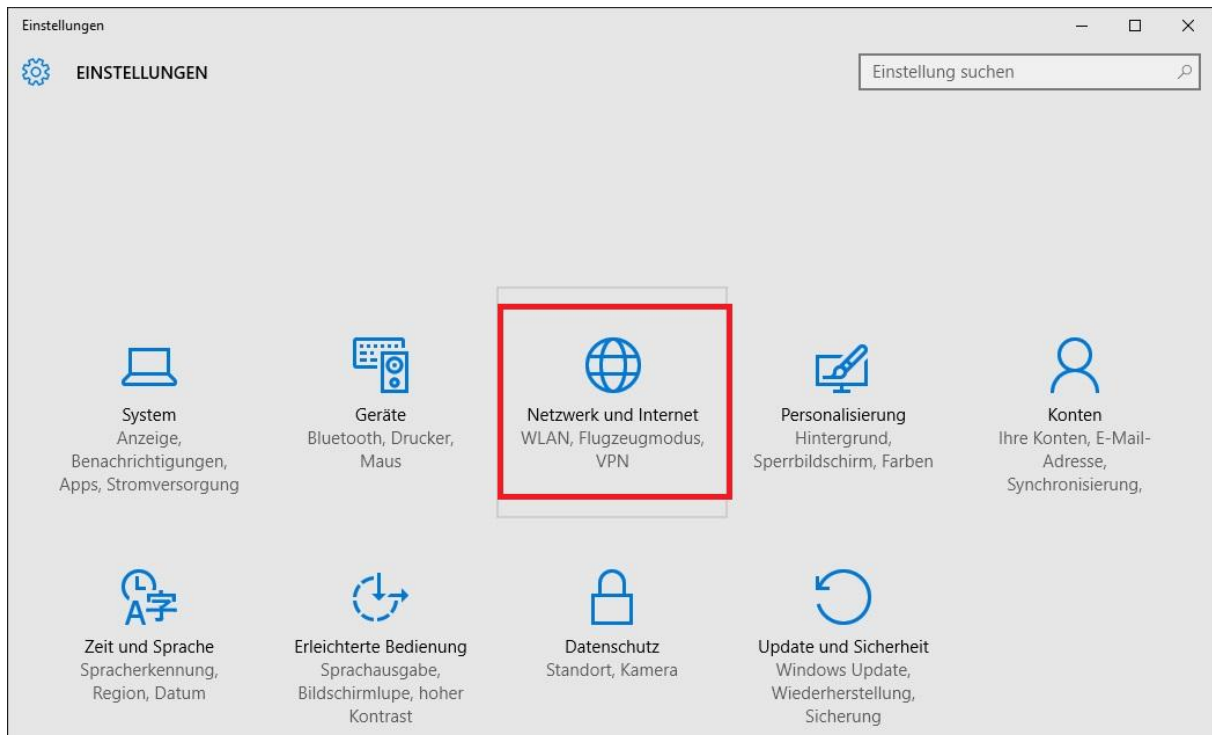 Einstellungen
EINSTELLUNGEN
Einstellung suchen
System
Anzeige,
Benachrichtigungen,
Apps, Stromversorgung
Geräte
Bluetooth, Drucker,
Maus
Netzwerk und Internet
WLAN, Flugzeugmodus,
VPN
Personalisierung
Hintergrund,
Sperrbildschirm, Farben
Konten
Ihre Konten, E-Mail-
Adresse,
Synchronisierung,
Zeit und Sprache
Spracherkennung,
Region, Datum
Erleichterte Bedienung
Sprachausgabe,
Bildschirmlupe, hoher
Kontrast
Datenschutz
Standort, Kamera
Update und Sicherheit
Windows Update,
Wiederherstellung,
Sicherung